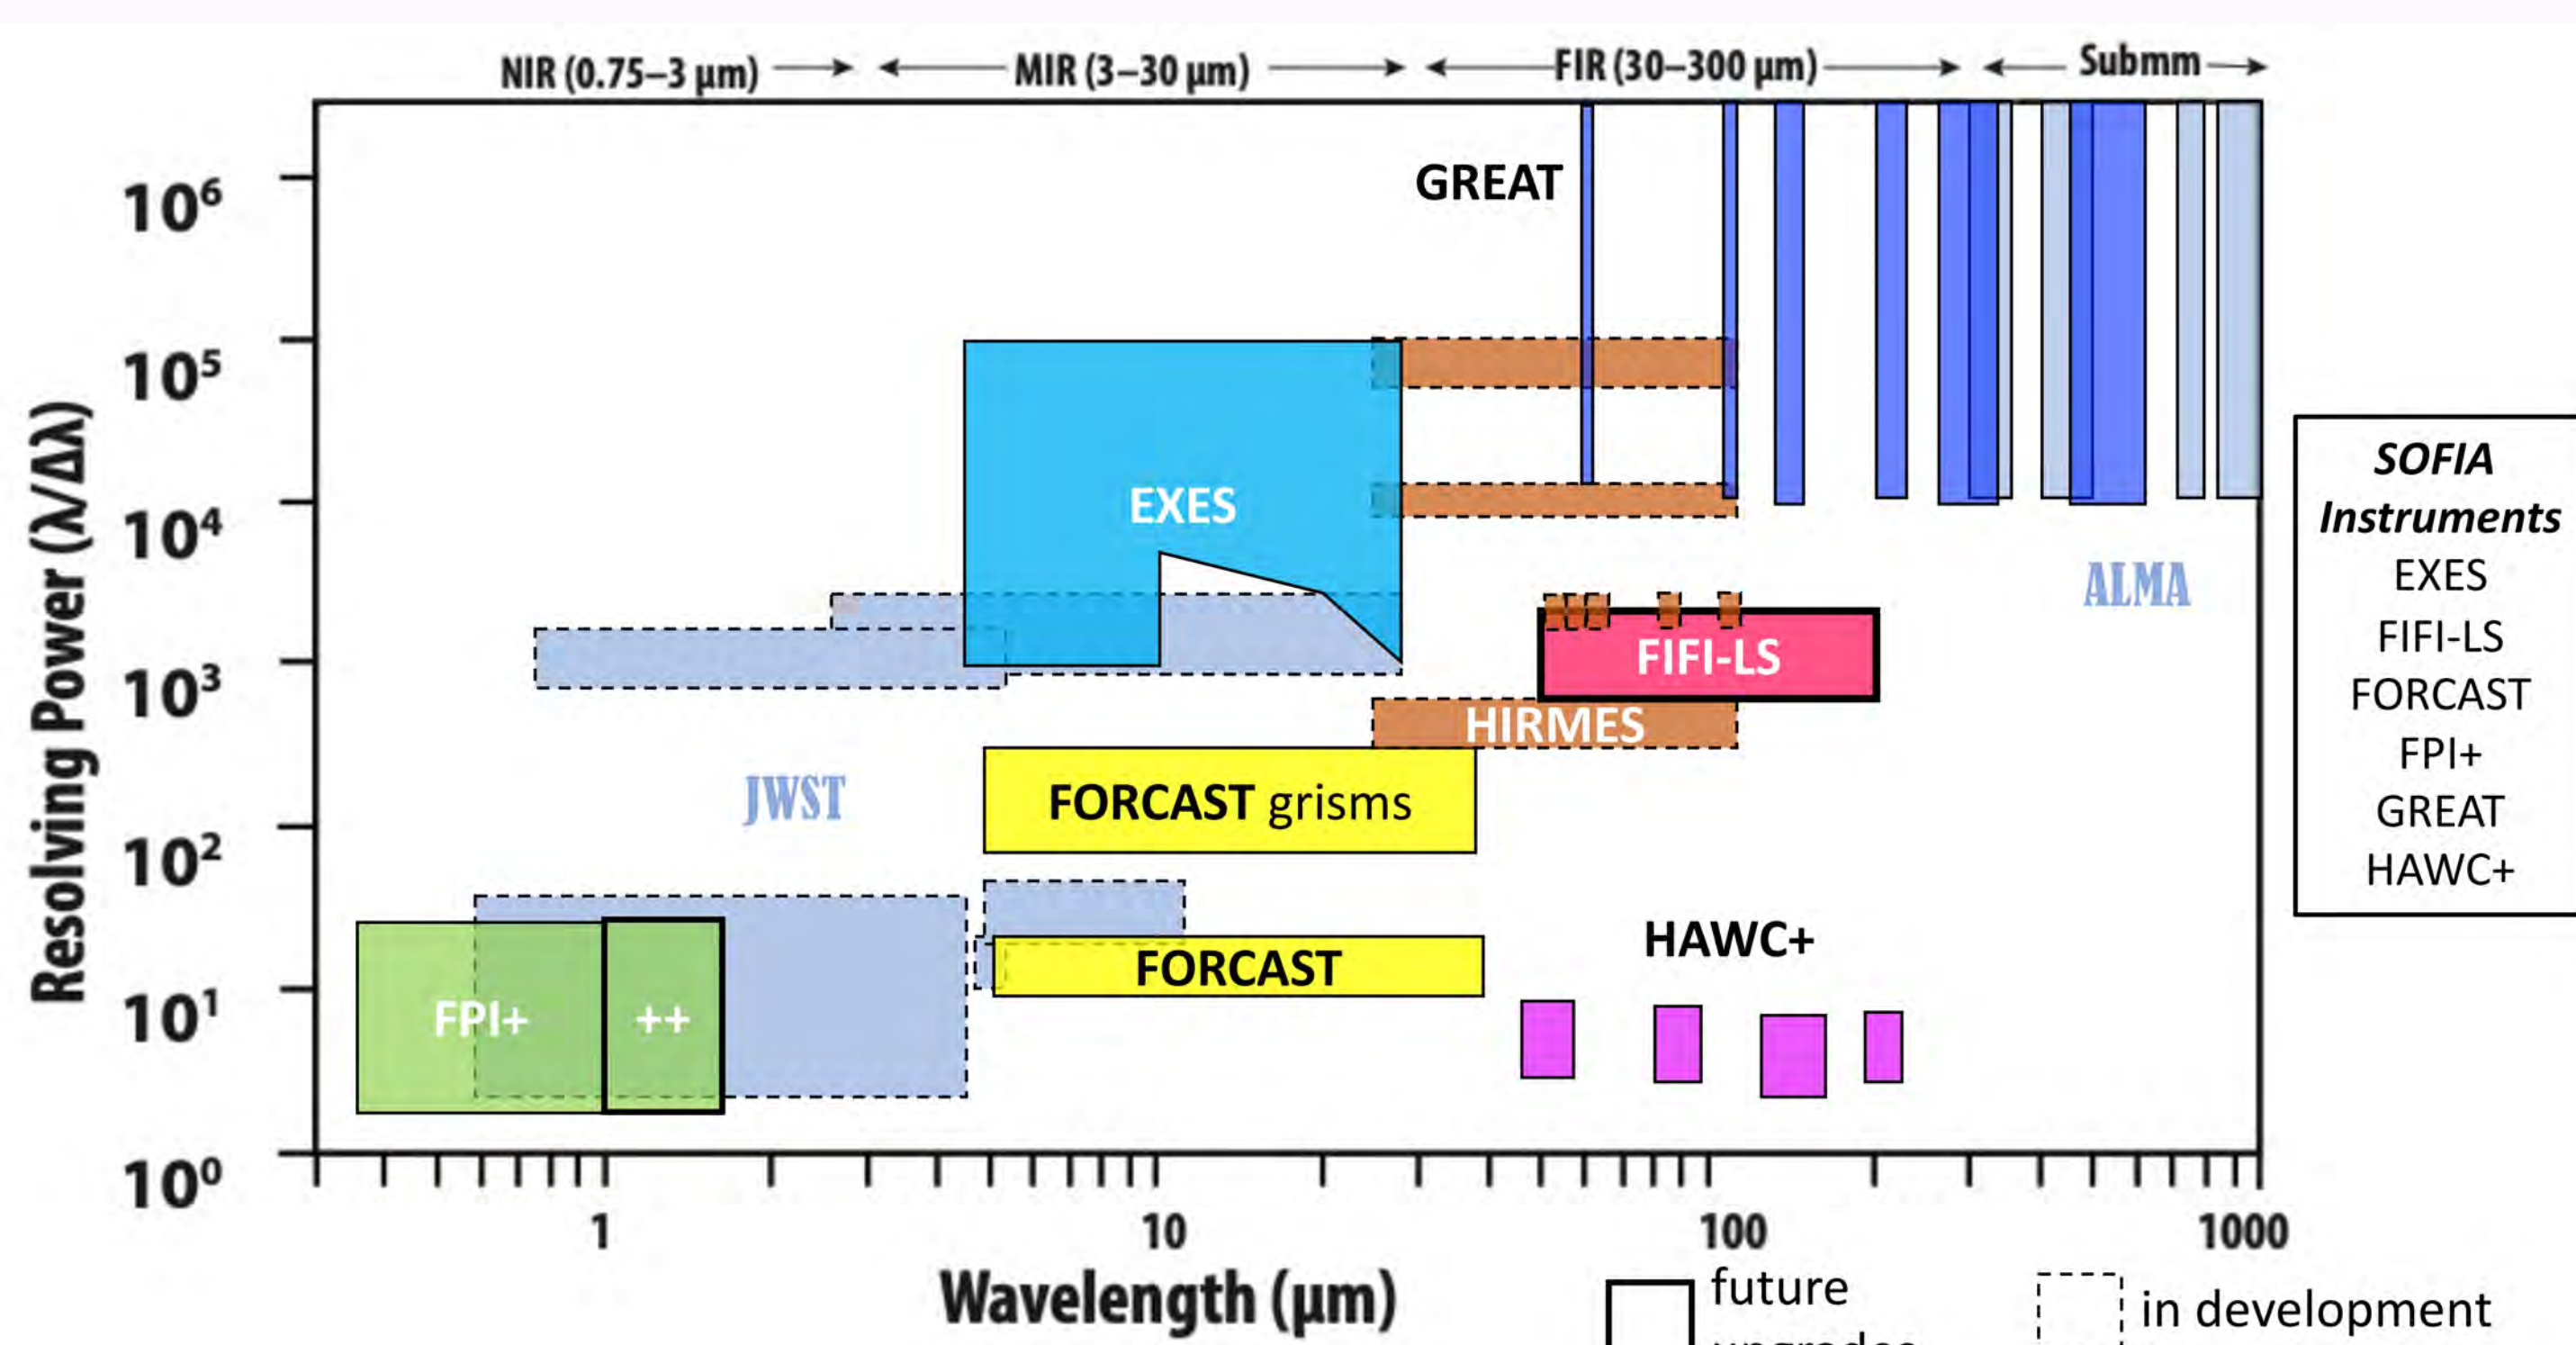 NIR (0.75–3 μm)
MIR (3–30 μm)
FIR (30–300 μm)
Submm
Resolving Power (λ/Δλ)
10⁶
10⁵
10⁴
10³
10²
10¹
10⁰
GREAT
EXES
ALMA
FIFI-LS
HIRMES
JWST
FORCAST grisms
HAWC+
FORCAST
FPI+
++
SOFIA
Instruments
EXES
FIFI-LS
FORCAST
FPI+
GREAT
HAWC+
1
10
100
1000
Wavelength (μm)
future
upgrades
in development